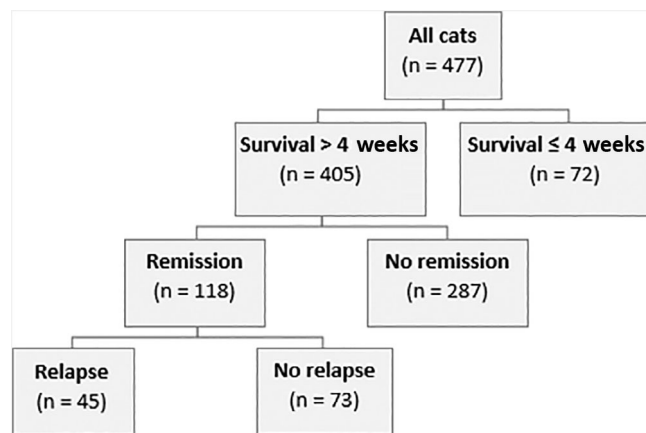 All cats
(n = 477)
Survival > 4 weeks
(n = 405)
Survival ≤ 4 weeks
(n = 72)
Remission
(n = 118)
No remission
(n = 287)
Relapse
(n = 45)
No relapse
(n = 73)